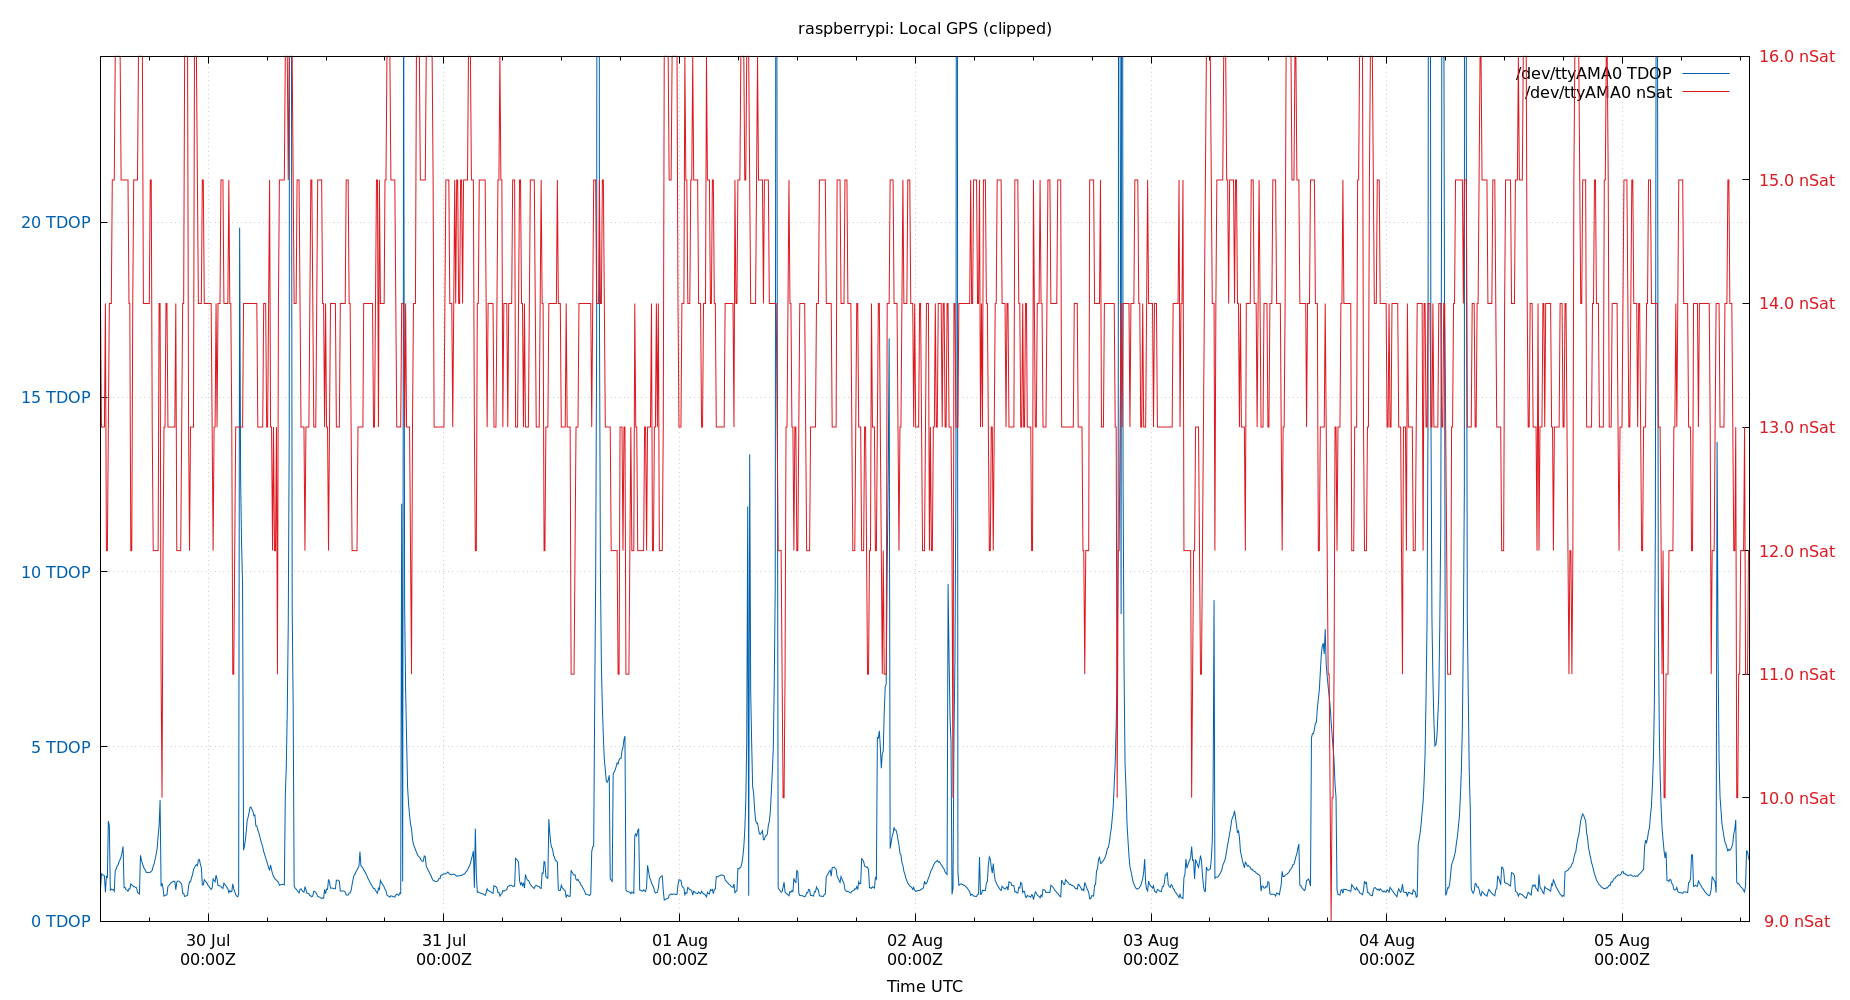 raspberrypi: Local GPS (clipped)
/dev/ttyAMA0 TDOP
/dev/ttyAMA0 nSat
20 TDOP
15 TDOP
10 TDOP
5 TDOP
0 TDOP
16.0 nSat
15.0 nSat
14.0 nSat
13.0 nSat
12.0 nSat
11.0 nSat
10.0 nSat
9.0 nSat
30 Jul
00:00Z
31 Jul
00:00Z
01 Aug
00:00Z
02 Aug
00:00Z
03 Aug
00:00Z
04 Aug
00:00Z
05 Aug
00:00Z
Time UTC